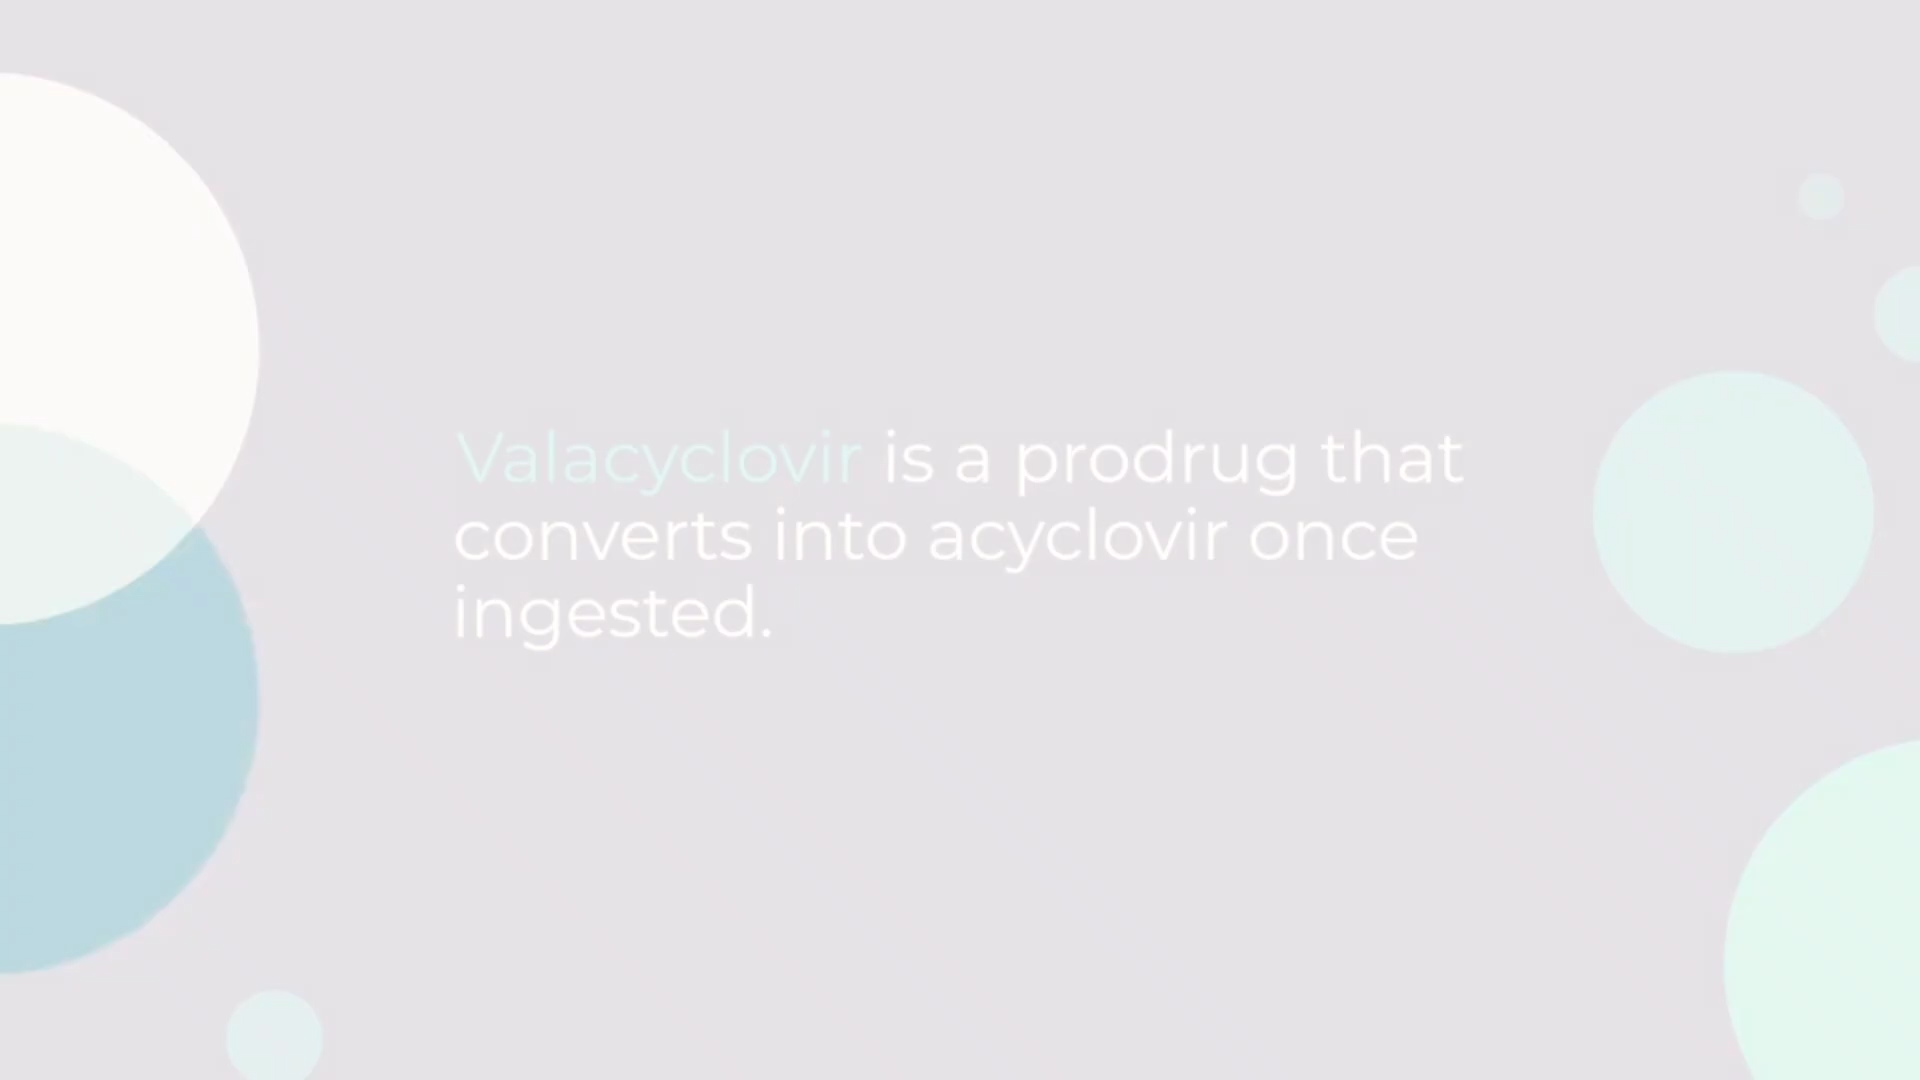 Valacyclovir is a prodrug that
converts into acyclovir once
ingested.